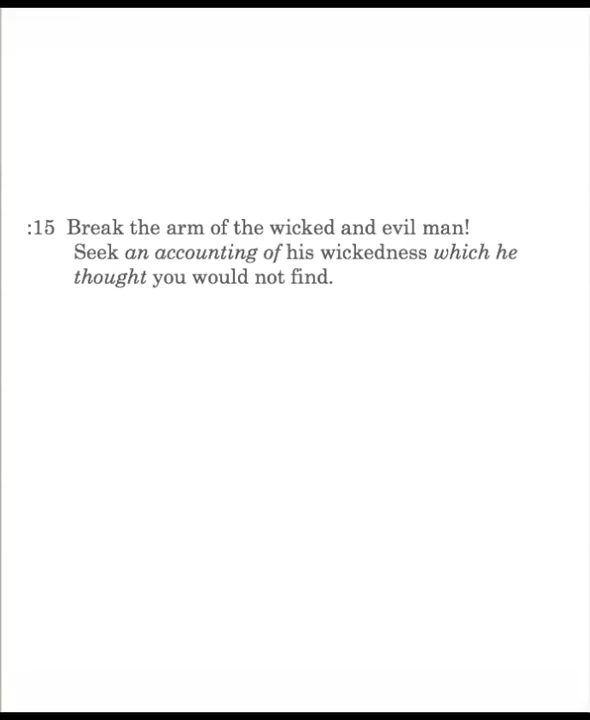 :15 Break the arm of the wicked and evil man!
Seek an accounting of his wickedness which he
thought you would not find.